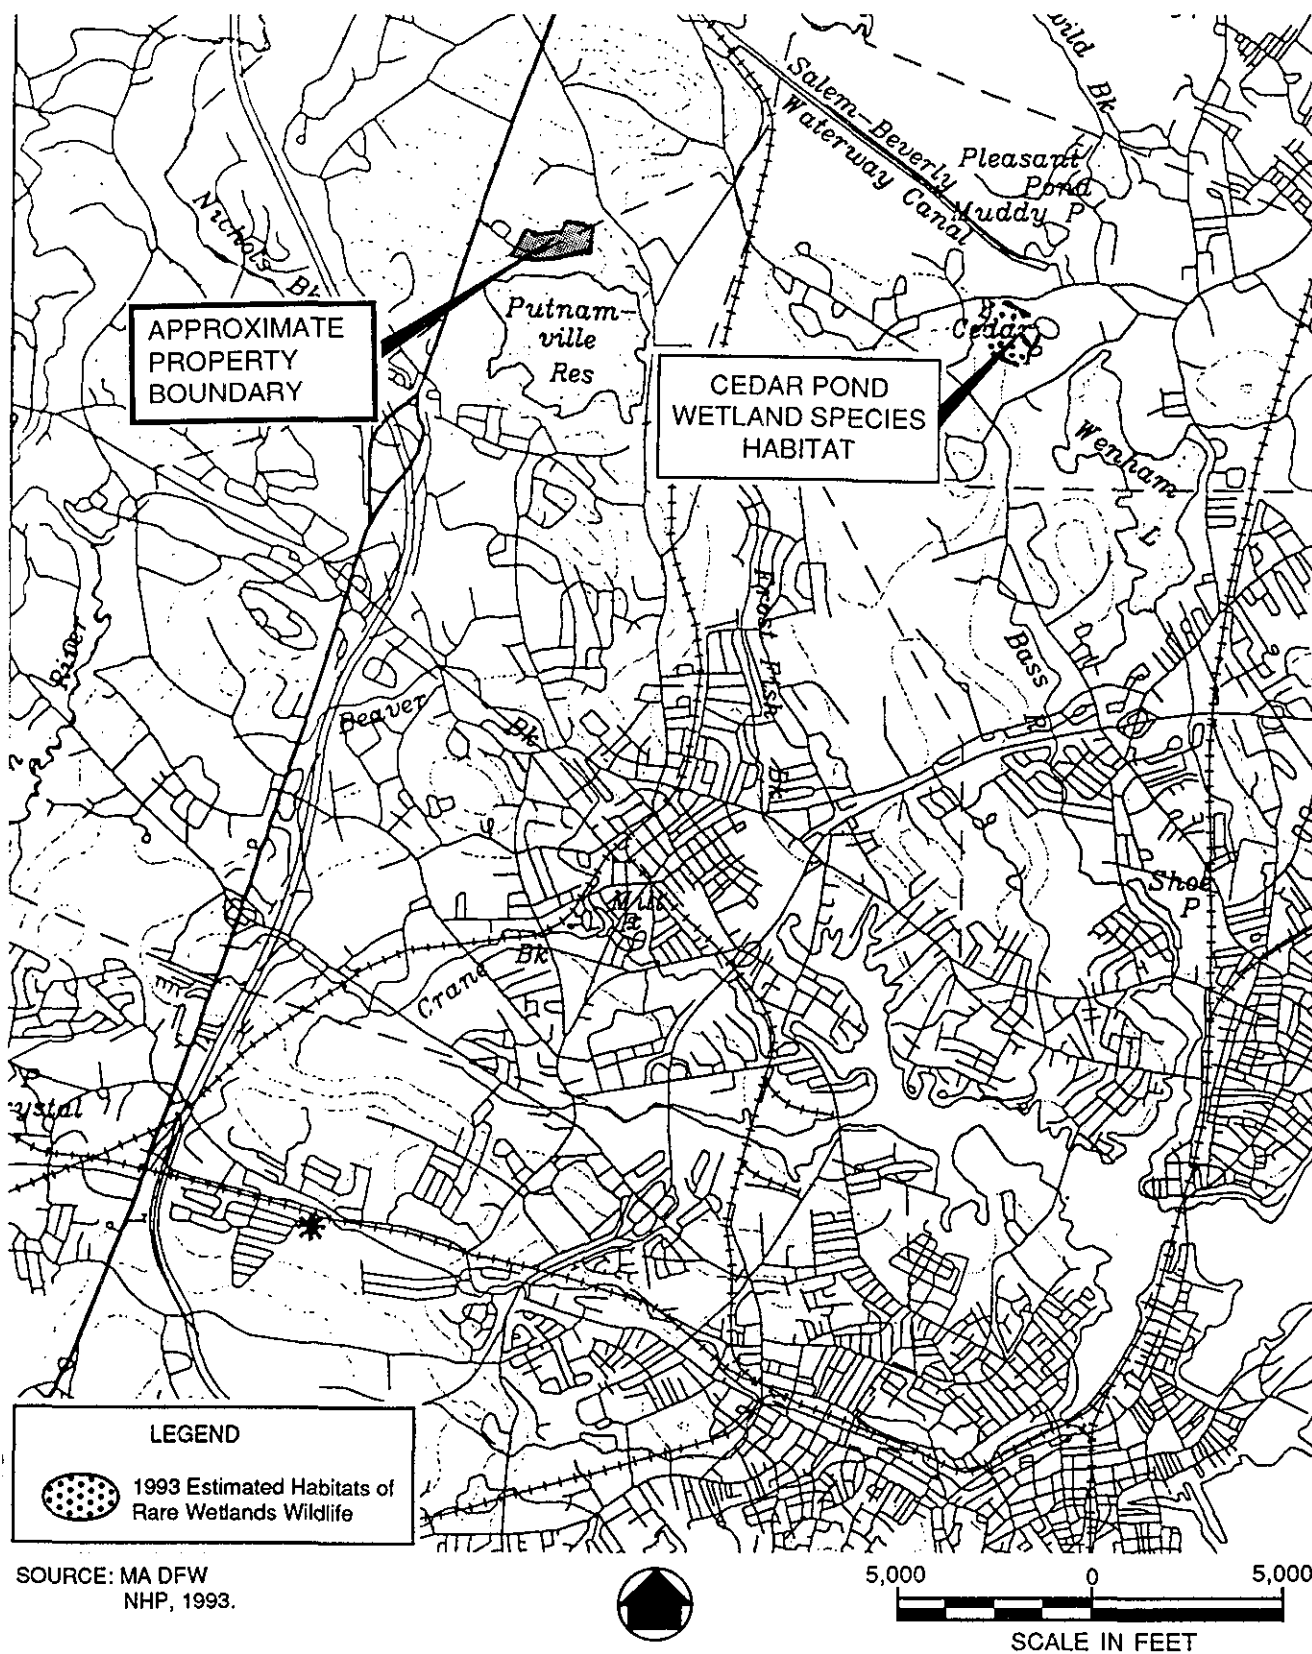 wild
Bk
Salem-Beverly
Waterway Canal
Pleasant
Pond
Muddy P
Nichols Bk
APPROXIMATE
PROPERTY
BOUNDARY
Putnam-
ville
Res
CEDAR POND
WETLAND SPECIES
HABITAT
Cedar
Wenham
L
River
Frost Fish Bk
Bass
R
Beaver
Bk
Mill
Shoe
P
Crane
Bk
rystal
LEGEND
1993 Estimated Habitats of
Rare Wetlands Wildlife
SOURCE: MA DFW
NHP, 1993.
5,000 0 5,000
SCALE IN FEET